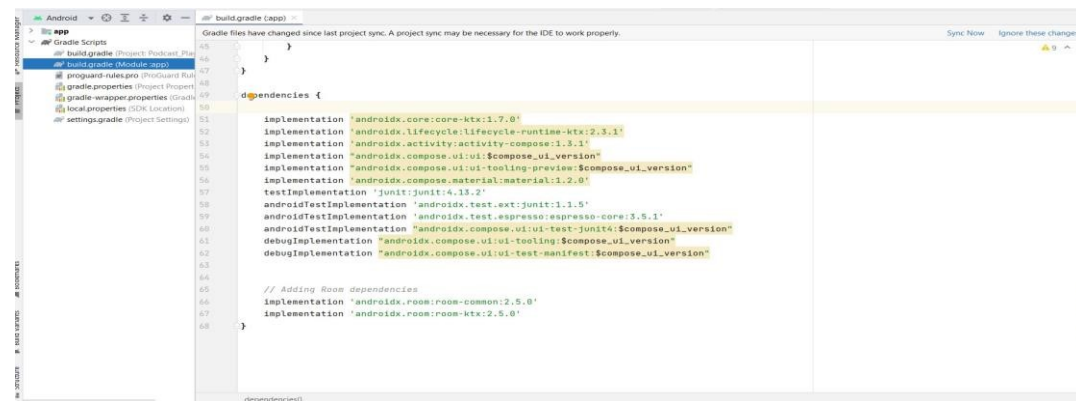 Android
build.gradle (:app)
app
Gradle files have changed since last project sync. A project sync may be necessary for the IDE to work properly.
Sync Now
Ignore these change
Gradle Scripts
build.gradle (Project: Podcast_Play
build.gradle (Module :app)
proguard-rules.pro (ProGuard Rul
gradle.properties (Project Propert
gradle-wrapper.properties (Gradle
local.properties (SDK Location)
settings.gradle (Project Settings)
Resource Manager
Project
Bookmarks
Build Variants
Structure
9
45 }
46 }
47 }
48
49 dependencies {
50
51 implementation 'androidx.core:core-ktx:1.7.0'
52 implementation 'androidx.lifecycle:lifecycle-runtime-ktx:2.3.1'
53 implementation 'androidx.activity:activity-compose:1.3.1'
54 implementation "androidx.compose.ui:ui:$compose_ui_version"
55 implementation "androidx.compose.ui:ui-tooling-preview:$compose_ui_version"
56 implementation 'androidx.compose.material:material:1.2.0'
57 testImplementation 'junit:junit:4.13.2'
58 androidTestImplementation 'androidx.test.ext:junit:1.1.5'
59 androidTestImplementation 'androidx.test.espresso:espresso-core:3.5.1'
60 androidTestImplementation "androidx.compose.ui:ui-test-junit4:$compose_ui_version"
61 debugImplementation "androidx.compose.ui:ui-tooling:$compose_ui_version"
62 debugImplementation "androidx.compose.ui:ui-test-manifest:$compose_ui_version"
63
64
65 // Adding Room dependencies
66 implementation 'androidx.room:room-common:2.5.0'
67 implementation 'androidx.room:room-ktx:2.5.0'
68 }
dependencies{}